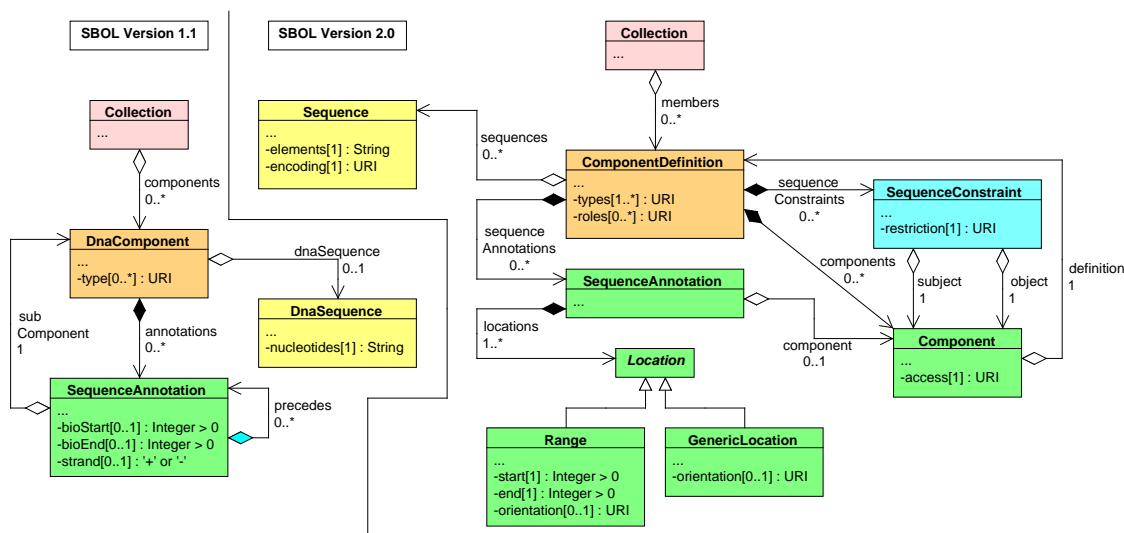 SBOL Version 1.1
SBOL Version 2.0
Collection
...
components
0..*
DnaComponent
...
-type[0..*] : URI
dnaSequence
0..1
DnaSequence
...
-nucleotides[1] : String
sub
Component
1
annotations
0..*
SequenceAnnotation
...
-bioStart[0..1] : Integer > 0
-bioEnd[0..1] : Integer > 0
-strand[0..1] : '+' or '-'
precedes
0..*
Collection
...
members
0..*
Sequence
...
-elements[1] : String
-encoding[1] : URI
sequences
0..*
ComponentDefinition
...
-types[1..*] : URI
-roles[0..*] : URI
sequence
Constraints
0..*
SequenceConstraint
...
-restriction[1] : URI
sequence
Annotations
0..*
components
0..*
subject
1
object
1
definition
1
SequenceAnnotation
...
locations
1..*
component
0..1
Component
...
-access[1] : URI
Location
Range
...
-start[1] : Integer > 0
-end[1] : Integer > 0
-orientation[0..1] : URI
GenericLocation
...
-orientation[0..1] : URI